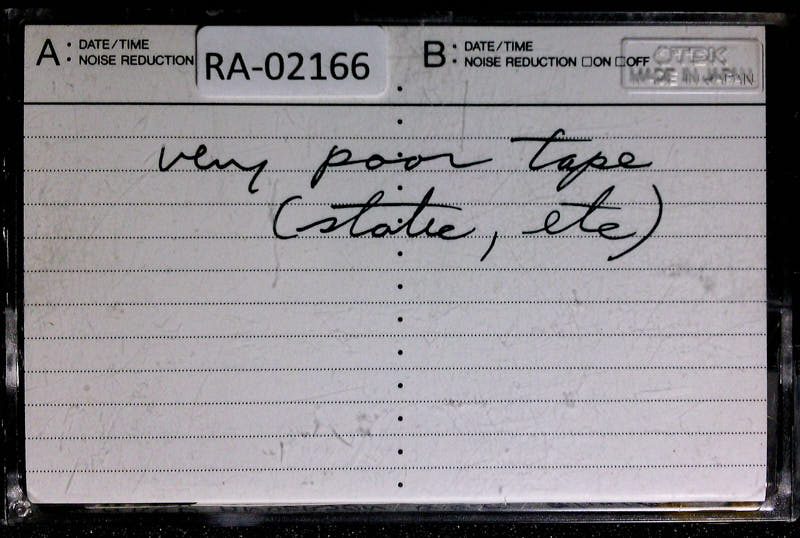 A: DATE/TIME
NOISE REDUCTION
RA-02166
B: DATE/TIME
NOISE REDUCTION □ON □OFF
TDK
MADE IN JAPAN
very poor tape
(static, etc)